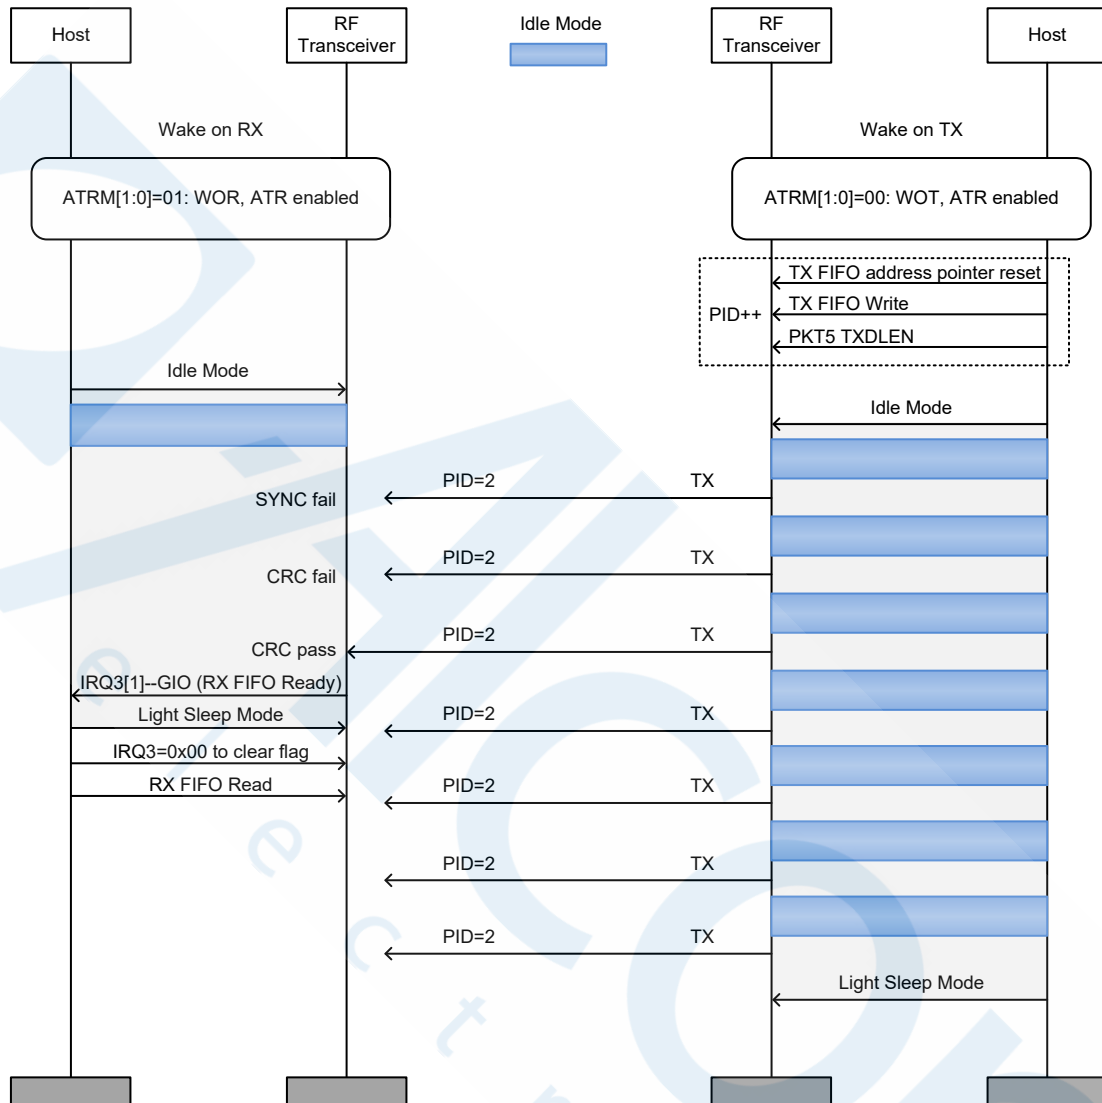 Host
RF
Transceiver
Idle Mode
RF
Transceiver
Host
Wake on RX
Wake on TX
ATRM[1:0]=01: WOR, ATR enabled
ATRM[1:0]=00: WOT, ATR enabled
TX FIFO address pointer reset
PID++
TX FIFO Write
PKT5 TXDLEN
Idle Mode
Idle Mode
SYNC fail
PID=2
TX
CRC fail
PID=2
TX
CRC pass
PID=2
TX
IRQ3[1]--GIO (RX FIFO Ready)
Light Sleep Mode
PID=2
TX
IRQ3=0x00 to clear flag
RX FIFO Read
PID=2
TX
PID=2
TX
PID=2
TX
Light Sleep Mode